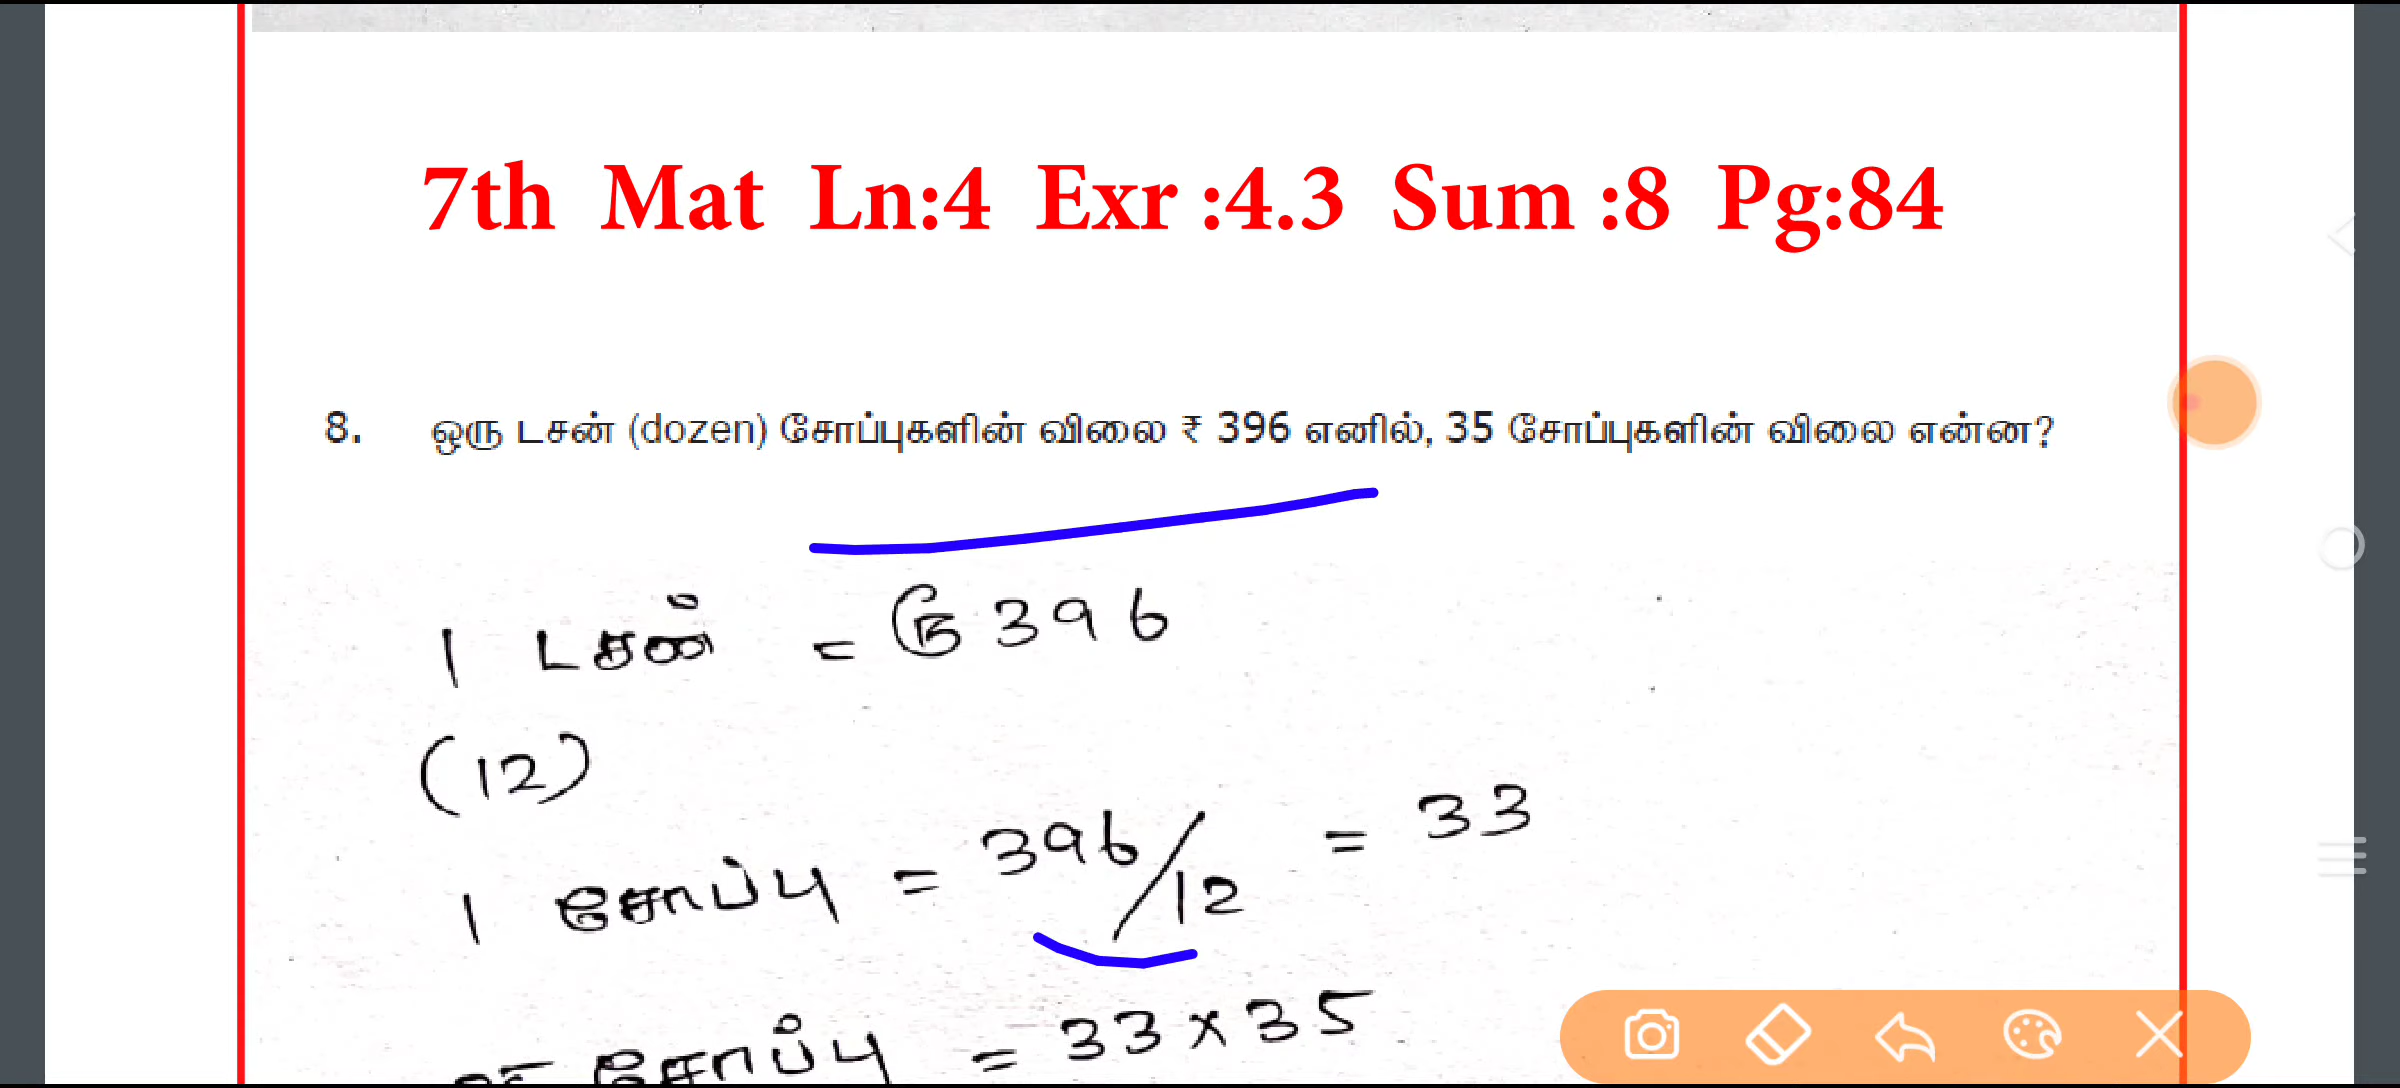 7th Mat Ln:4 Exr :4.3 Sum :8 Pg:84
8. ஒரு டசன் (dozen) சோப்புகளின் விலை ₹ 396 எனில், 35 சோப்புகளின் விலை என்ன?
1 டசன் = ரூ 396
(12)
1 சோப்பு = 396/12 = 33
சோப்பு = 33 x 35